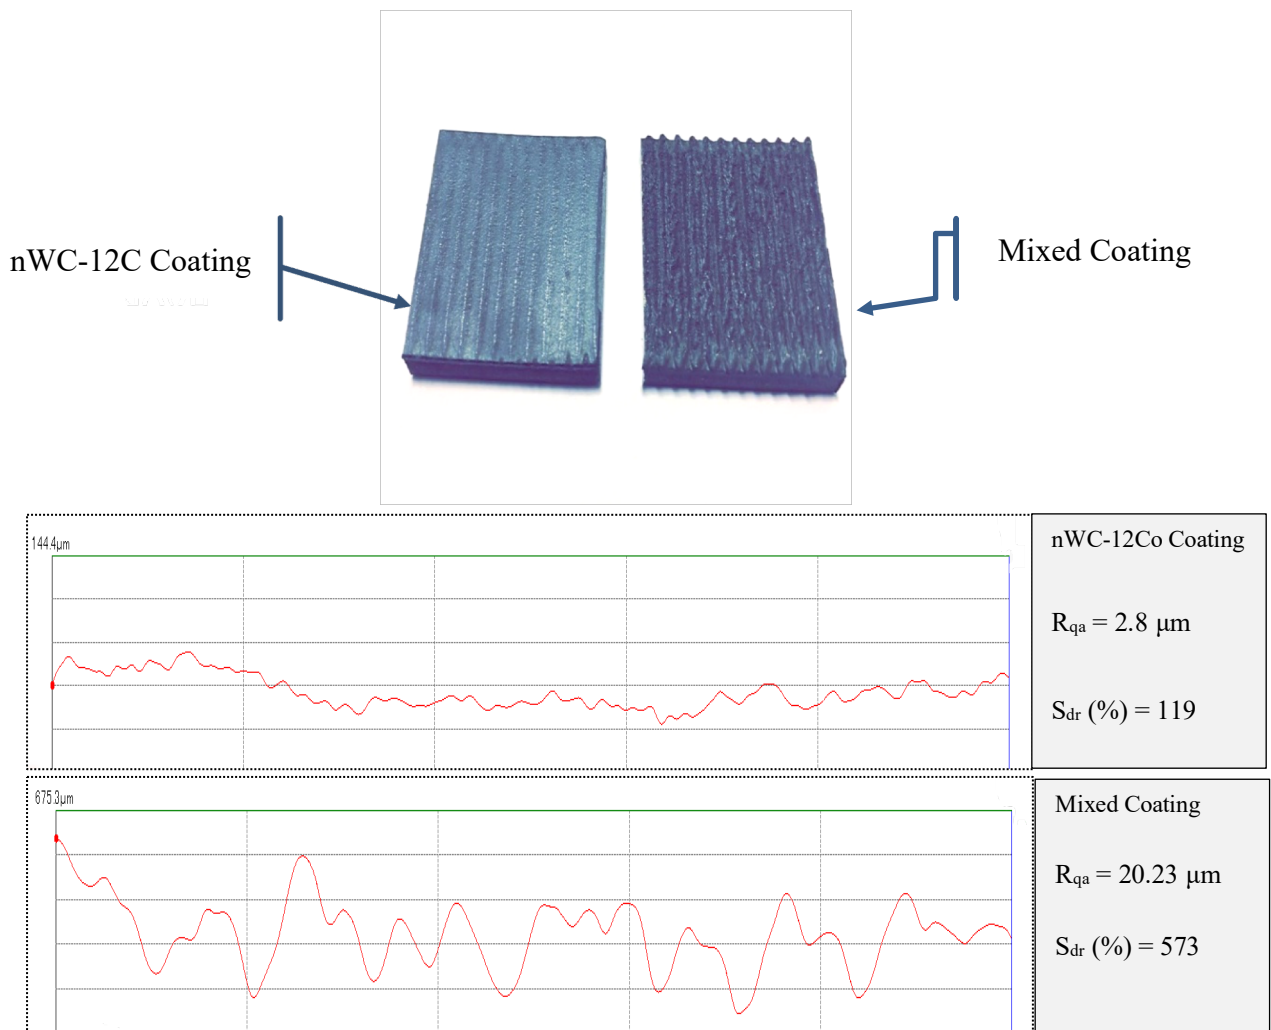 nWC-12C Coating
Mixed Coating
144.4µm
nWC-12Co Coating
Rqa = 2.8 µm
Sdr (%) = 119
675.3µm
Mixed Coating
Rqa = 20.23 µm
Sdr (%) = 573